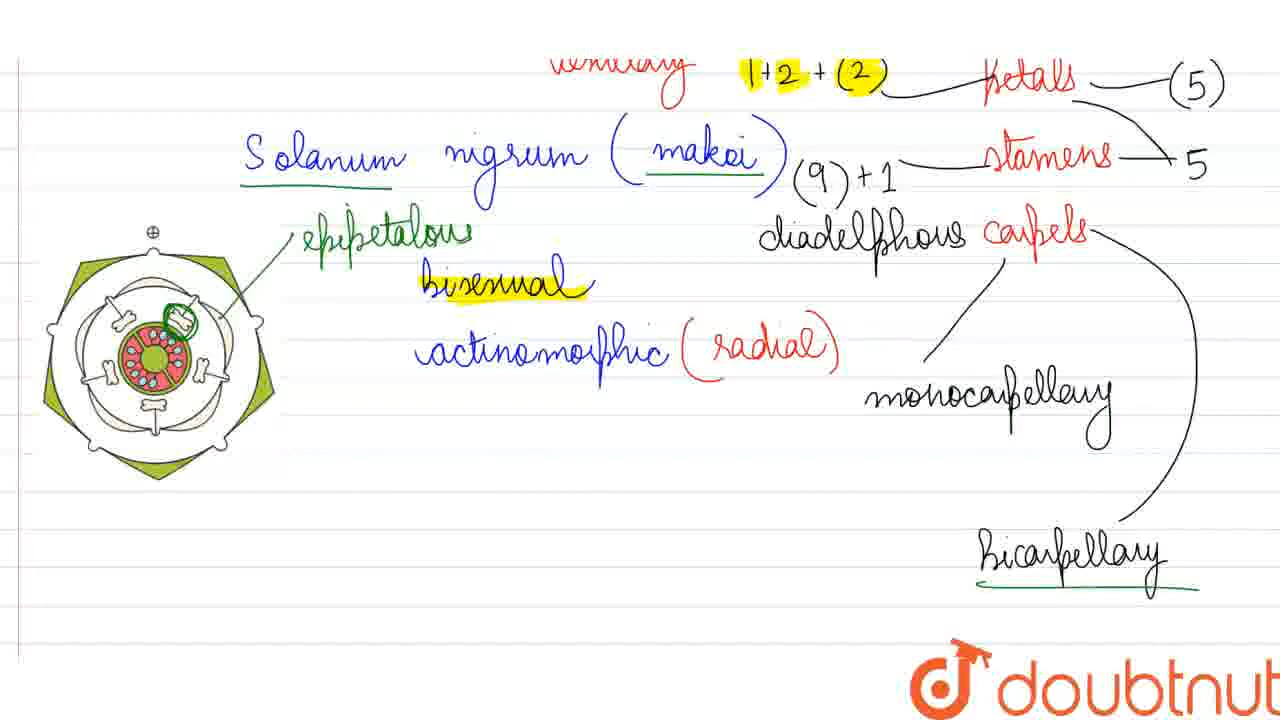 1+2 + (2) petals (5)
Solanum nigrum (makoi) (9) +1 stamens 5
epipetalous diadelphous carpels
bisexual
actinomorphic (radial)
monocarpellary
bicarpellary
doubtnut